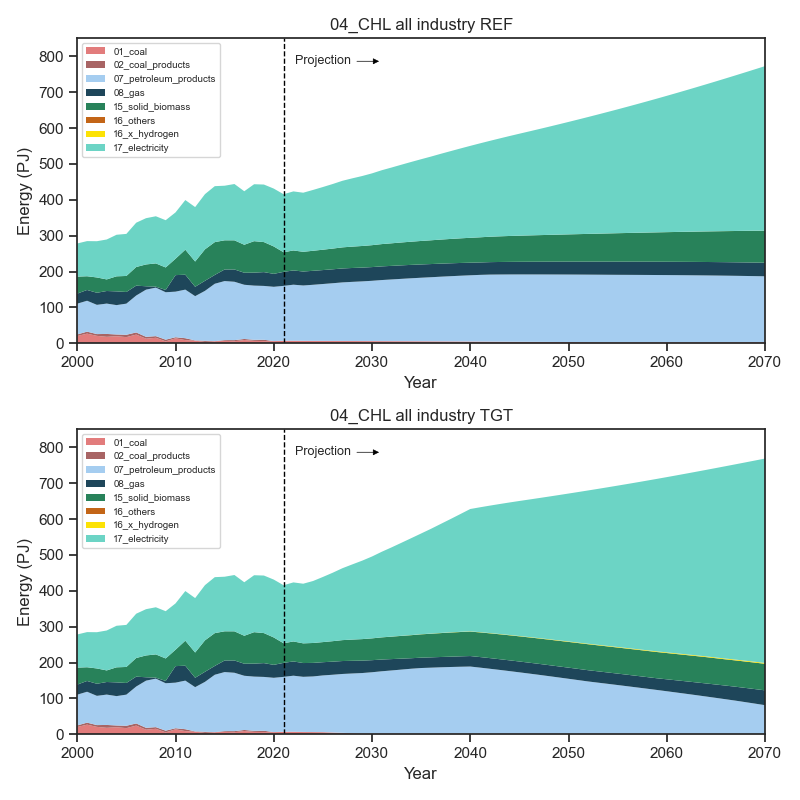 04_CHL all industry REF
800
700
600
500
400
300
200
100
0
Energy (PJ)
01_coal
02_coal_products
07_petroleum_products
08_gas
15_solid_biomass
16_others
16_x_hydrogen
17_electricity
Projection
2000 2010 2020 2030 2040 2050 2060 2070
Year
04_CHL all industry TGT
800
700
600
500
400
300
200
100
0
Energy (PJ)
01_coal
02_coal_products
07_petroleum_products
08_gas
15_solid_biomass
16_others
16_x_hydrogen
17_electricity
Projection
2000 2010 2020 2030 2040 2050 2060 2070
Year